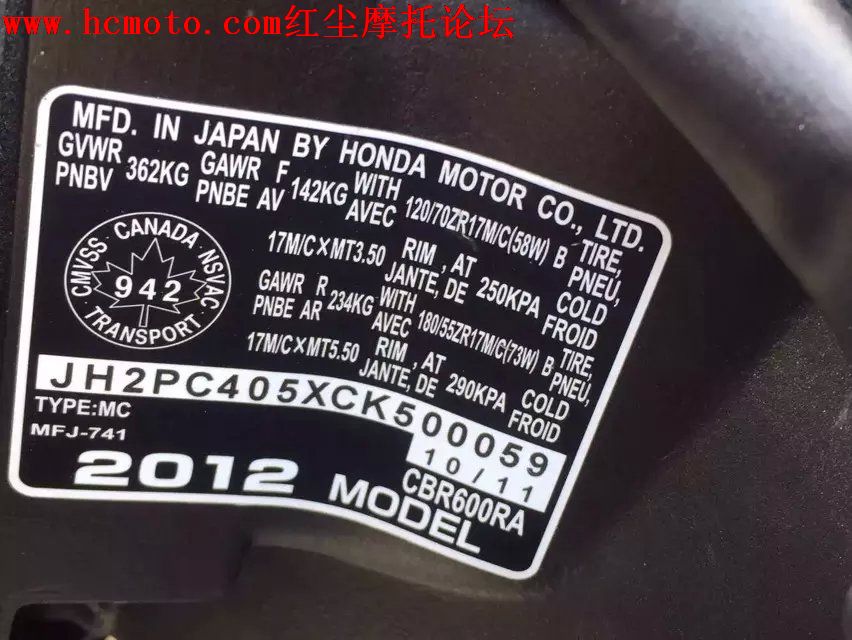 www.hcmoto.com红尘摩托论坛
MFD. IN JAPAN BY HONDA MOTOR CO., LTD.
GVWR 362KG GAWR F 142KG WITH 120/70ZR17M/C(58W) B TIRE,
PNBV PNBE AV AVEC PNEU,
17M/C×MT3.50 RIM , AT 250KPA COLD
JANTE, DE FROID
GAWR R 234KG WITH 180/55ZR17M/C(73W) B TIRE,
PNBE AR AVEC PNEU,
17M/C×MT5.50 RIM , AT 290KPA COLD
JANTE, DE FROID
CMVSS CANADA NSVAC
942
TRANSPORT
JH2PC405XCK500059
TYPE:MC 10/11
MFJ-741 CBR600RA
2012 MODEL